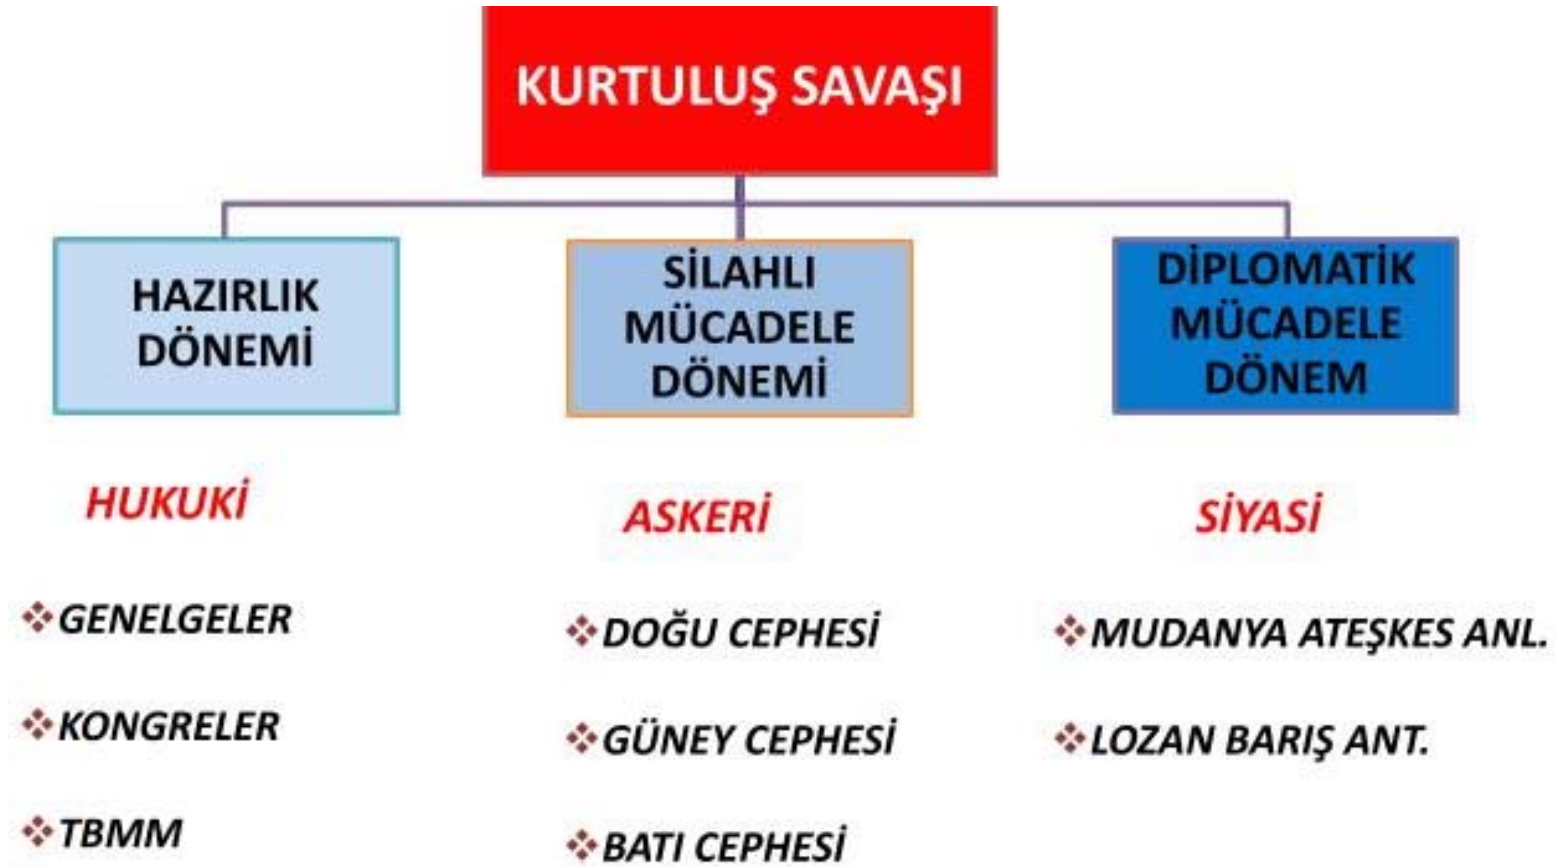 KURTULUŞ SAVAŞI
HAZIRLIK
DÖNEMİ
HUKUKİ
❖GENELGELER
❖KONGRELER
❖TBMM
SİLAHLI
MÜCADELE
DÖNEMİ
ASKERİ
❖DOĞU CEPHESİ
❖GÜNEY CEPHESİ
❖BATI CEPHESİ
DİPLOMATİK
MÜCADELE
DÖNEM
SİYASİ
❖MUDANYA ATEŞKES ANL.
❖LOZAN BARIŞ ANT.